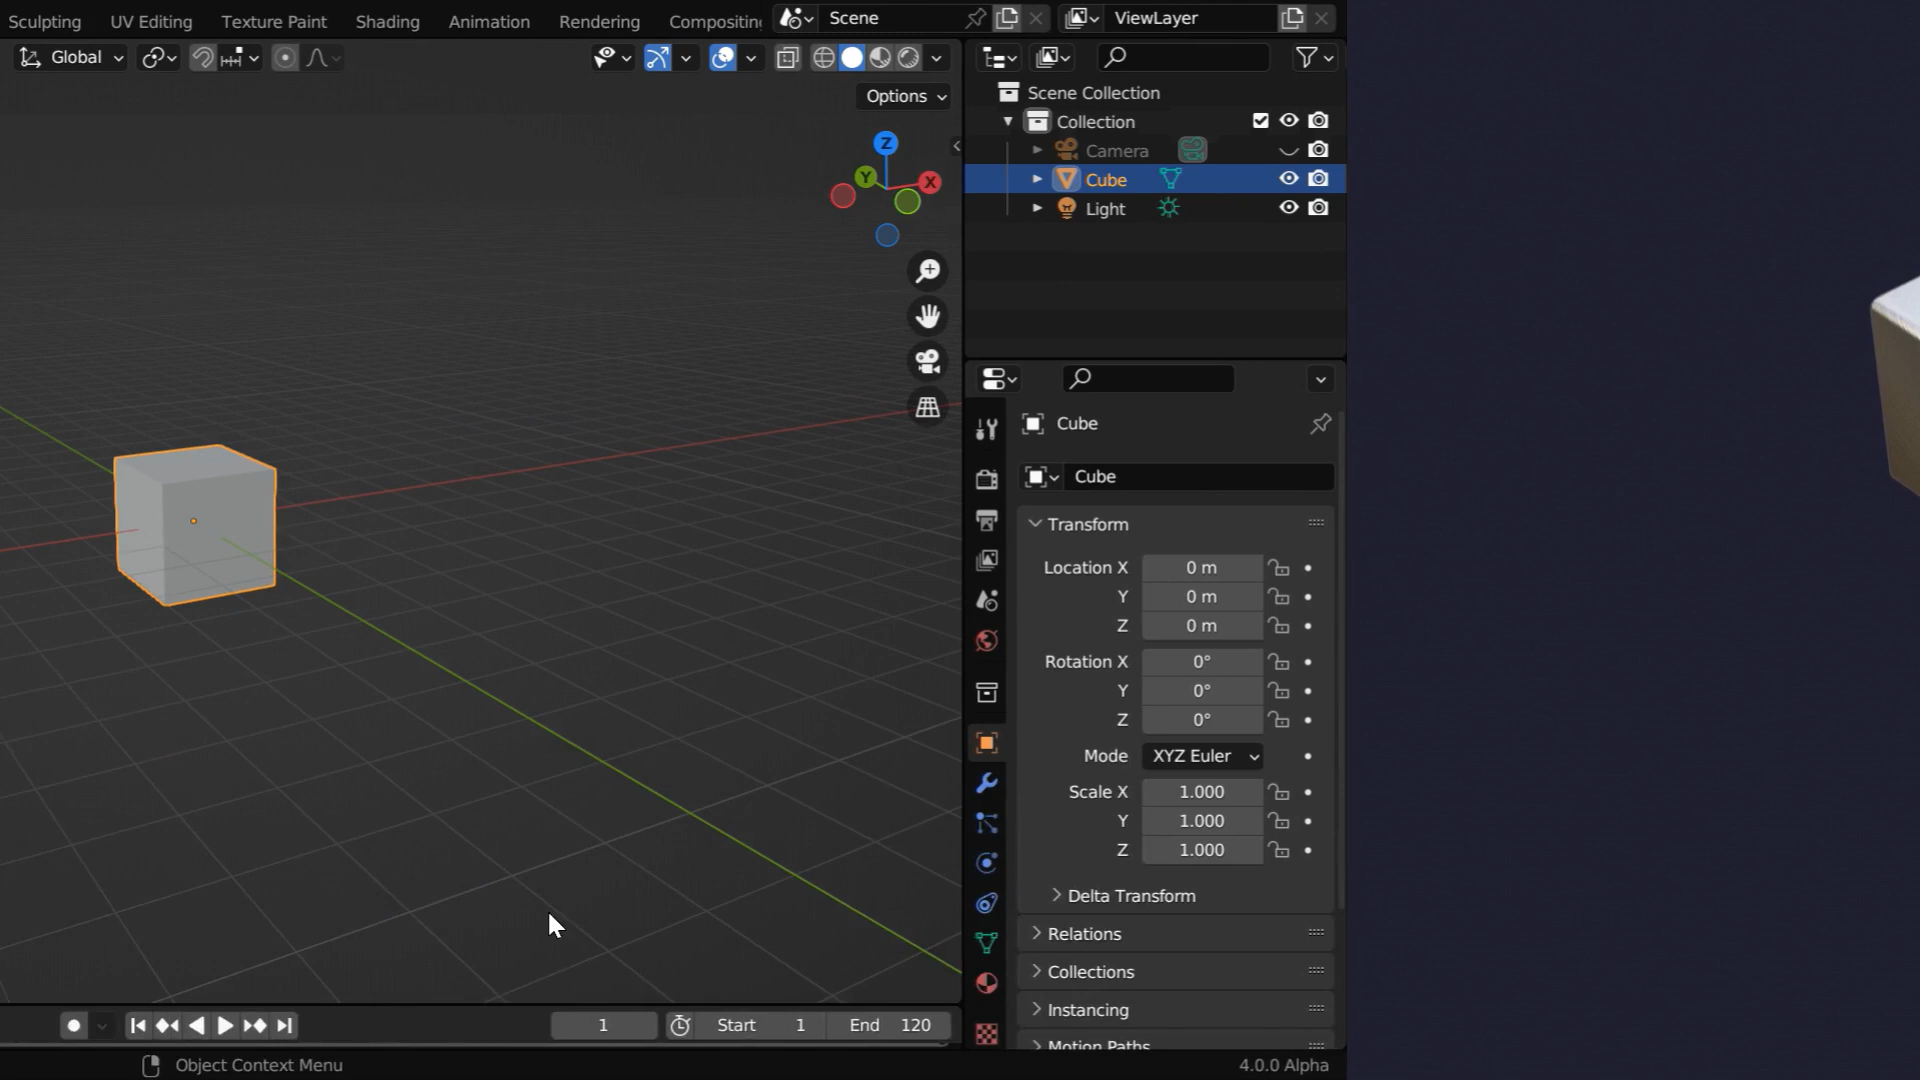 Sculpting UV Editing Texture Paint Shading Animation Rendering Compositing Scene ViewLayer
Global
Options
Z
Y
X
Scene Collection
Collection
Camera
Cube
Light
Cube
Cube
Transform
Location X 0 m
Y 0 m
Z 0 m
Rotation X 0°
Y 0°
Z 0°
Mode XYZ Euler
Scale X 1.000
Y 1.000
Z 1.000
Delta Transform
Relations
Collections
Instancing
Motion Paths
1 Start 1 End 120
Object Context Menu 4.0.0 Alpha